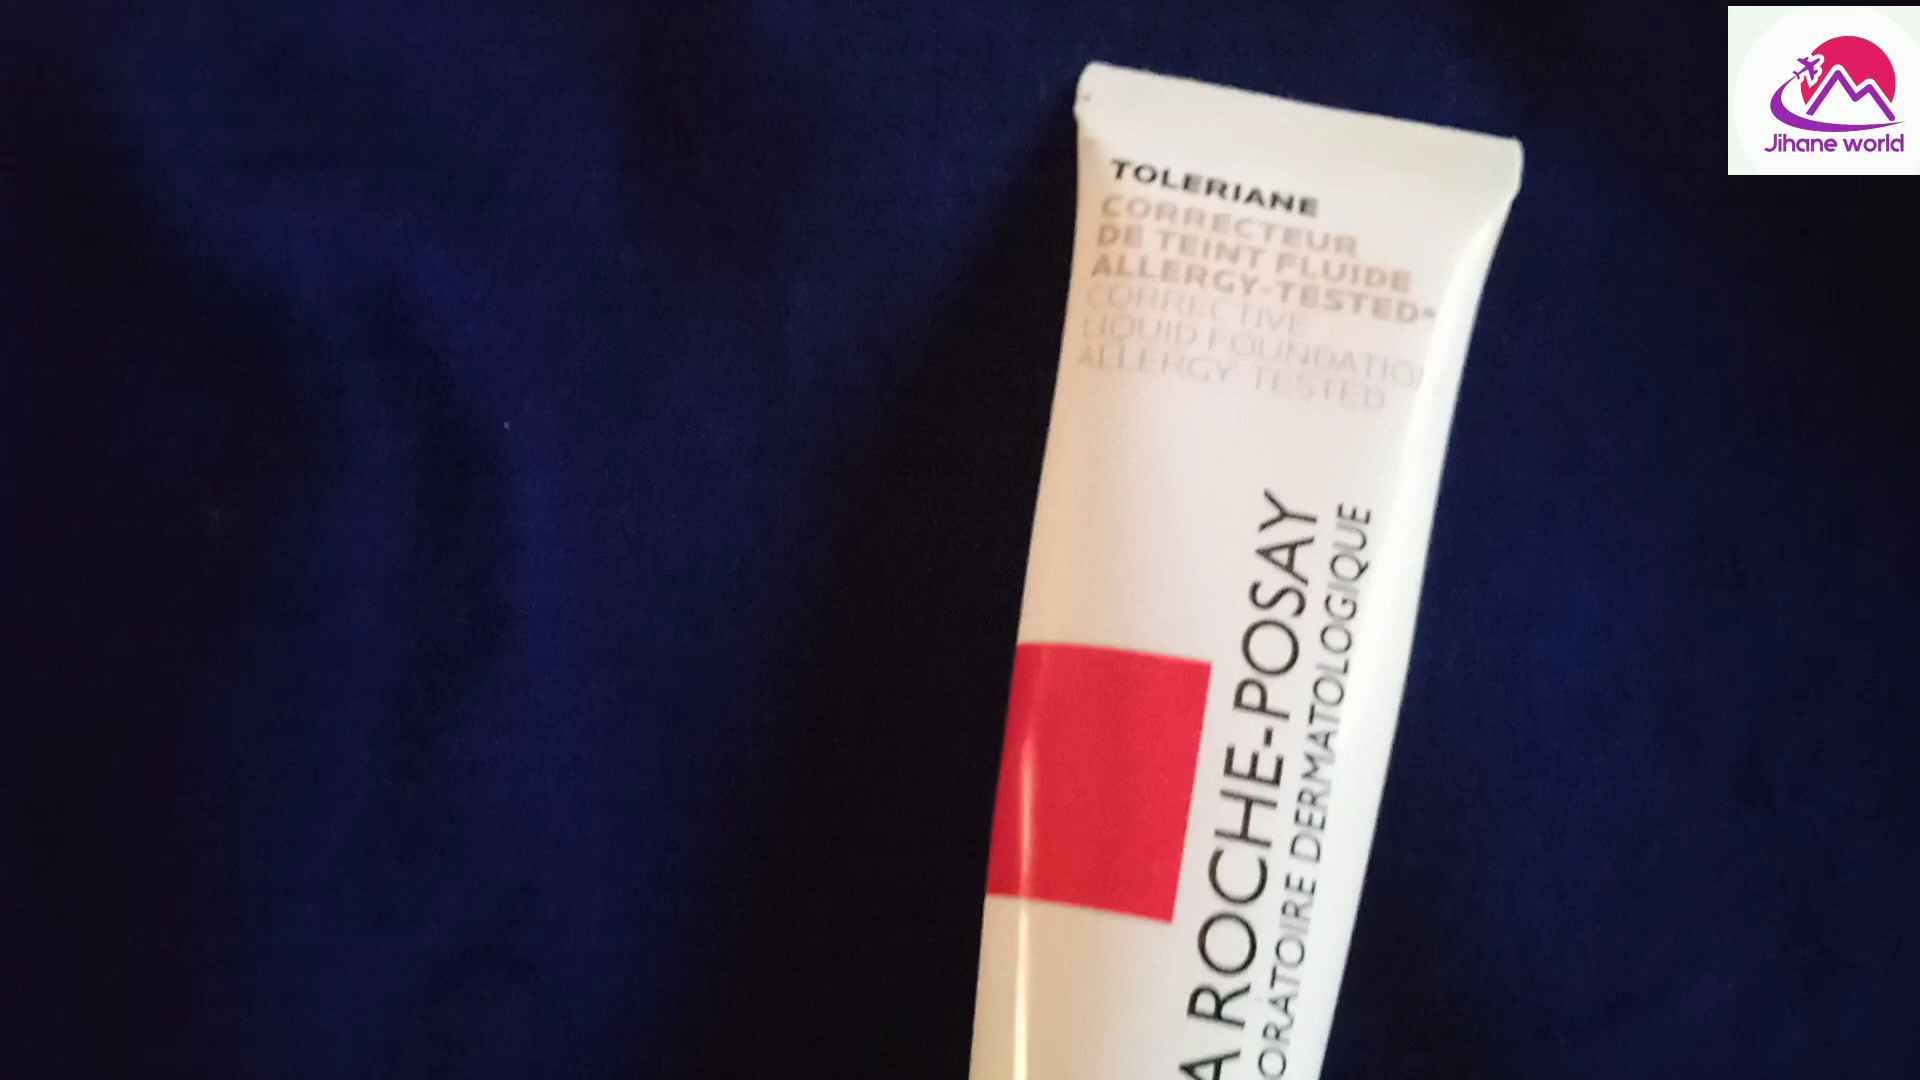 Jihane world
TOLERIANE
CORRECTEUR
DE TEINT FLUIDE
ALLERGY-TESTED*
CORRECTIVE
LIQUID FOUNDATIO
ALLERGY TESTED
A ROCHE-POSAY
ORATOIRE DERMATOLOGIQUE